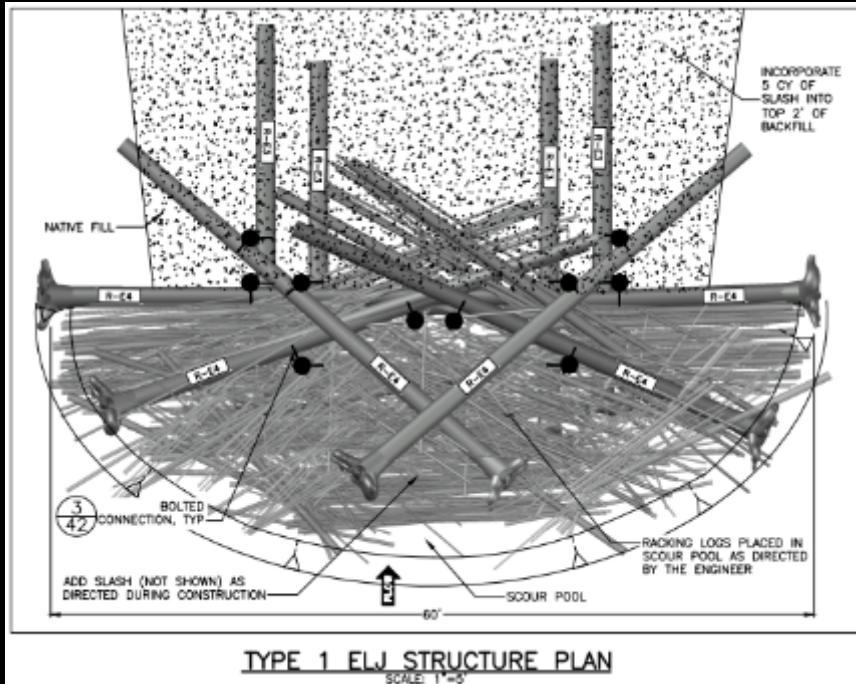 INCORPORATE
5 CY OF
SLASH INTO
TOP 2' OF
BACKFILL
NATIVE FILL
R-E4
R-E4
R-E4
R-E4
3
42
BOLTED
CONNECTION, TYP
RACKING LOGS PLACED IN
SCOUR POOL AS DIRECTED
BY THE ENGINEER
ADD SLASH (NOT SHOWN) AS
DIRECTED DURING CONSTRUCTION
SCOUR POOL
60'
TYPE 1 ELJ STRUCTURE PLAN
SCALE: 1"=5'